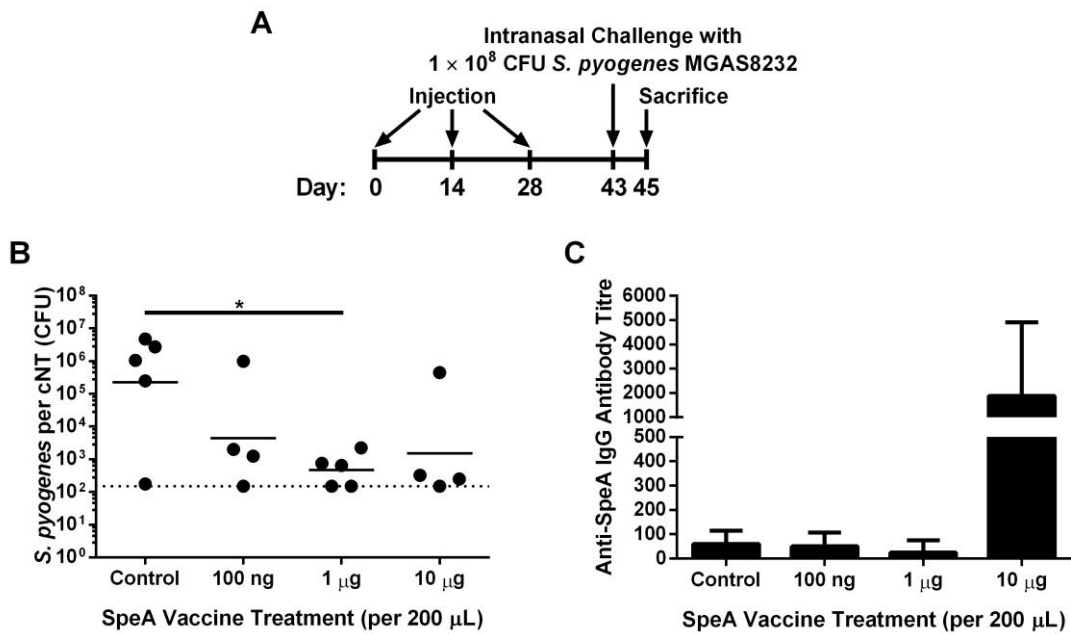 A
Intranasal Challenge with
1 × 10⁸ CFU S. pyogenes MGAS8232
Injection
Sacrifice
Day: 0 14 28 43 45
B
S. pyogenes per cNT (CFU)
10⁸
10⁷
10⁶
10⁵
10⁴
10³
10²
10¹
10⁰
*
Control 100 ng 1 µg 10 µg
SpeA Vaccine Treatment (per 200 µL)
C
Anti-SpeA IgG Antibody Titre
6000
5000
4000
3000
2000
1000
500
400
300
200
100
0
Control 100 ng 1 µg 10 µg
SpeA Vaccine Treatment (per 200 µL)